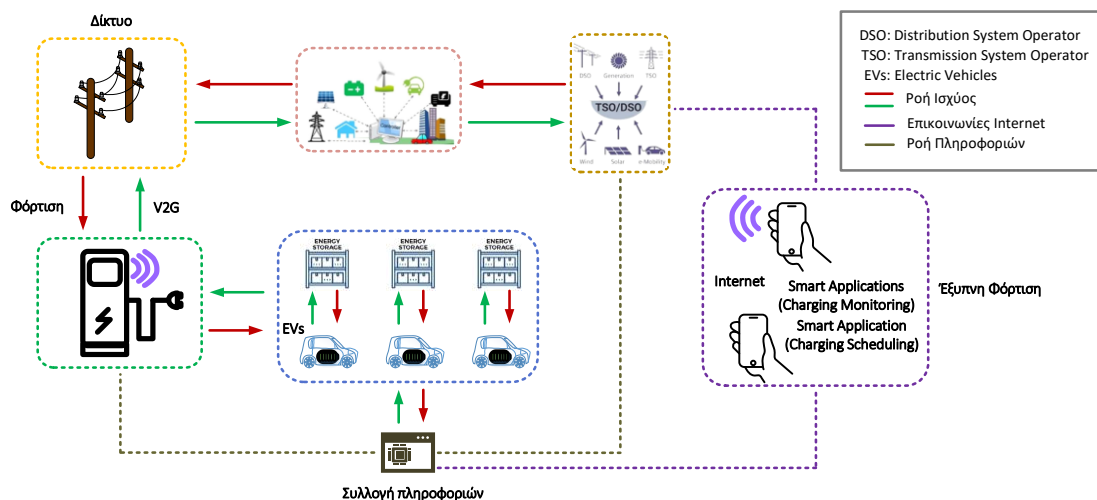 Δίκτυο
DSO: Distribution System Operator
TSO: Transmission System Operator
EVs: Electric Vehicles
Ροή Ισχύος
Επικοινωνίες Internet
Ροή Πληροφοριών
DSO
Generation
TSO
TSO/DSO
Wind
Solar
e-Mobility
Φόρτιση
V2G
ENERGY
STORAGE
ENERGY
STORAGE
ENERGY
STORAGE
EVs
Internet
Smart Applications
(Charging Monitoring)
Smart Application
(Charging Scheduling)
Έξυπνη Φόρτιση
Συλλογή πληροφοριών